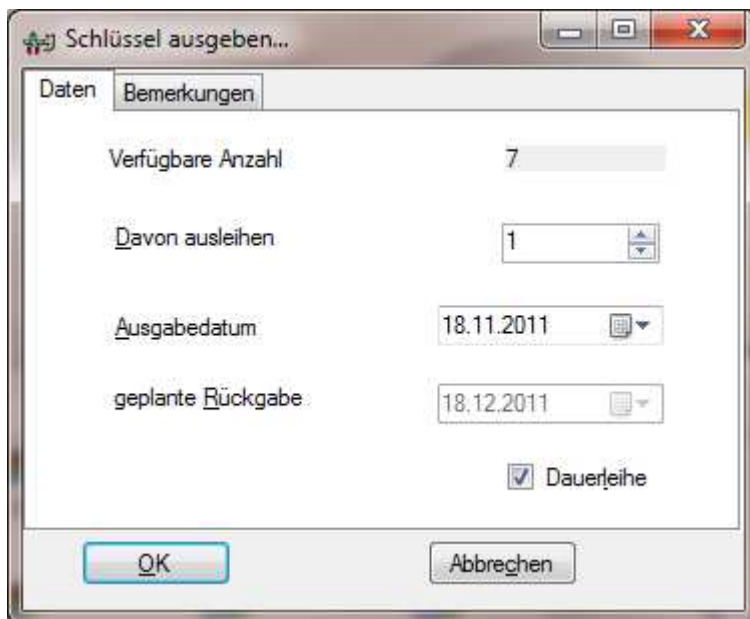 Schlüssel ausgeben...
Daten Bemerkungen
Verfügbare Anzahl 7
Davon ausleihen 1
Ausgabedatum 18.11.2011
geplante Rückgabe 18.12.2011
Dauerleihe
OK Abbrechen